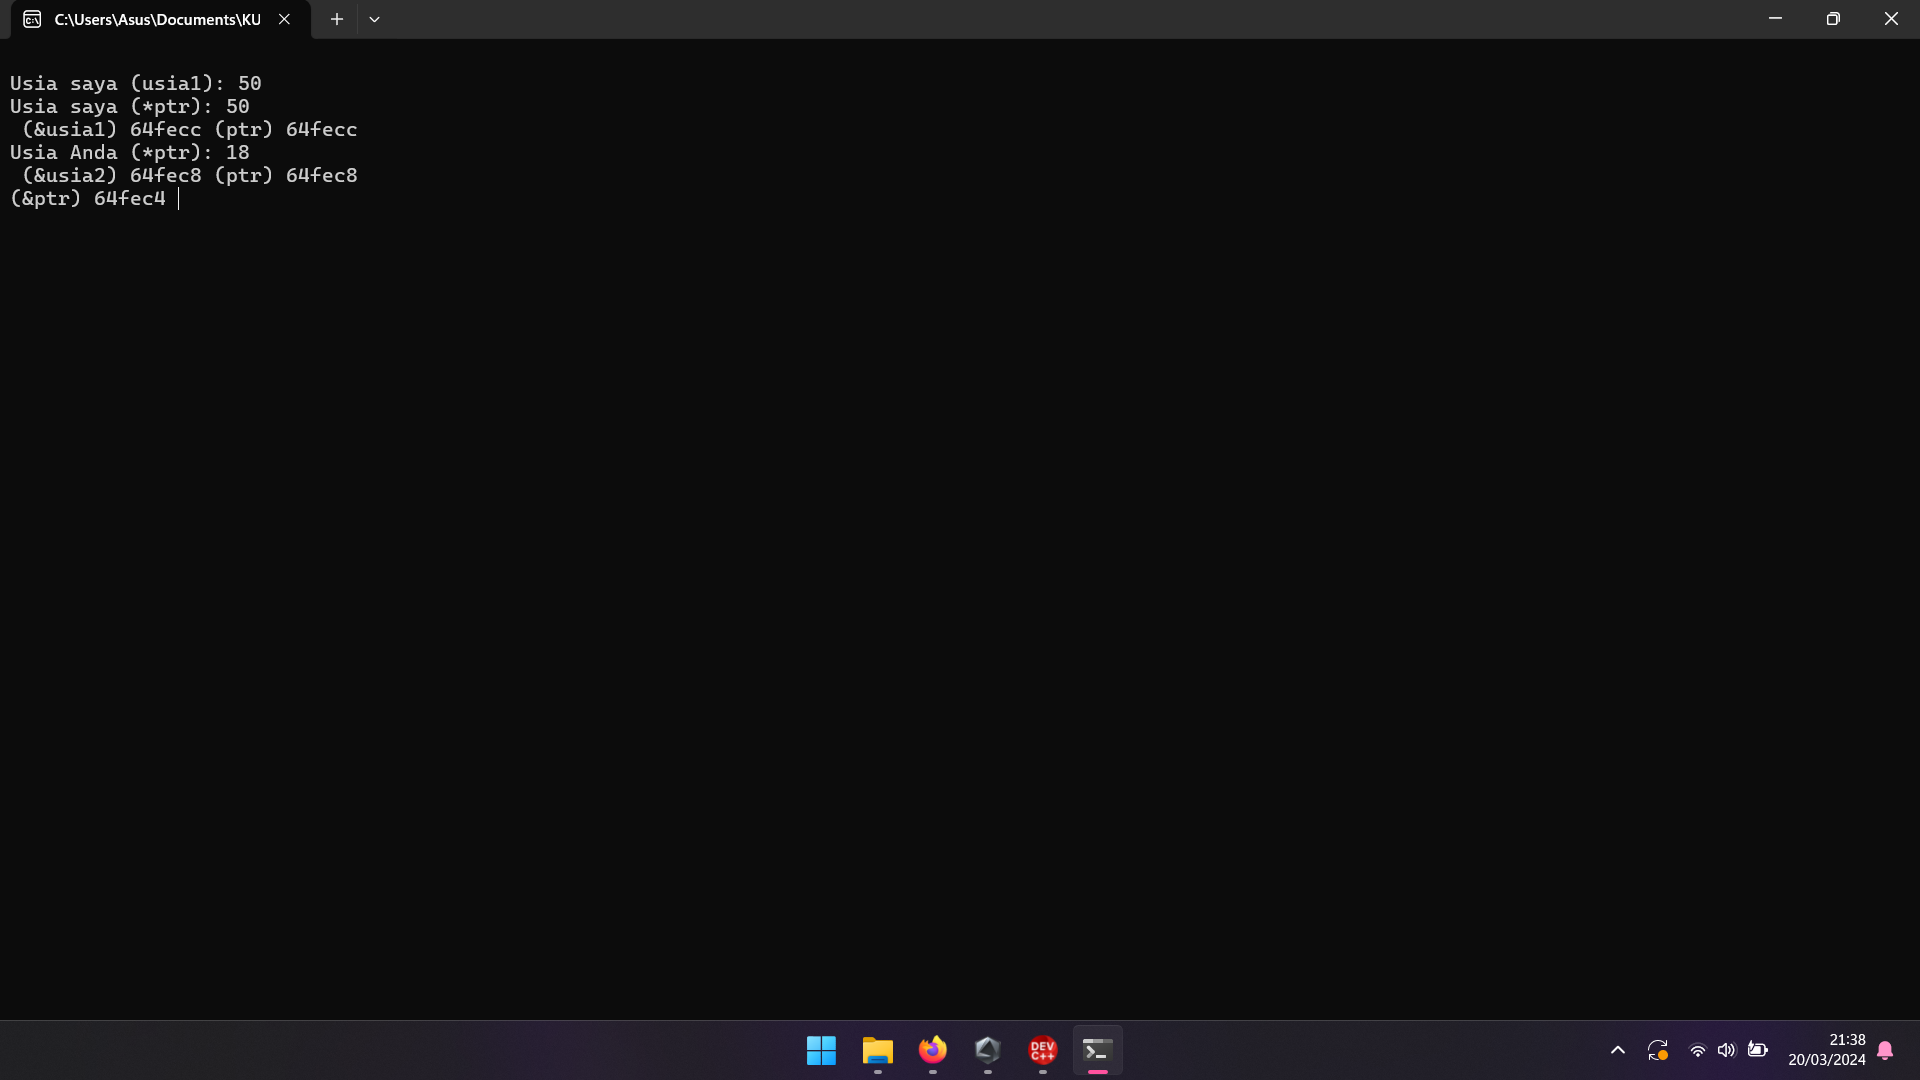 C:\Users\Asus\Documents\KU
Usia saya (usia1): 50
Usia saya (*ptr): 50
(&usia1) 64fecc (ptr) 64fecc
Usia Anda (*ptr): 18
(&usia2) 64fec8 (ptr) 64fec8
(&ptr) 64fec4
DEV
C++
21:38
20/03/2024